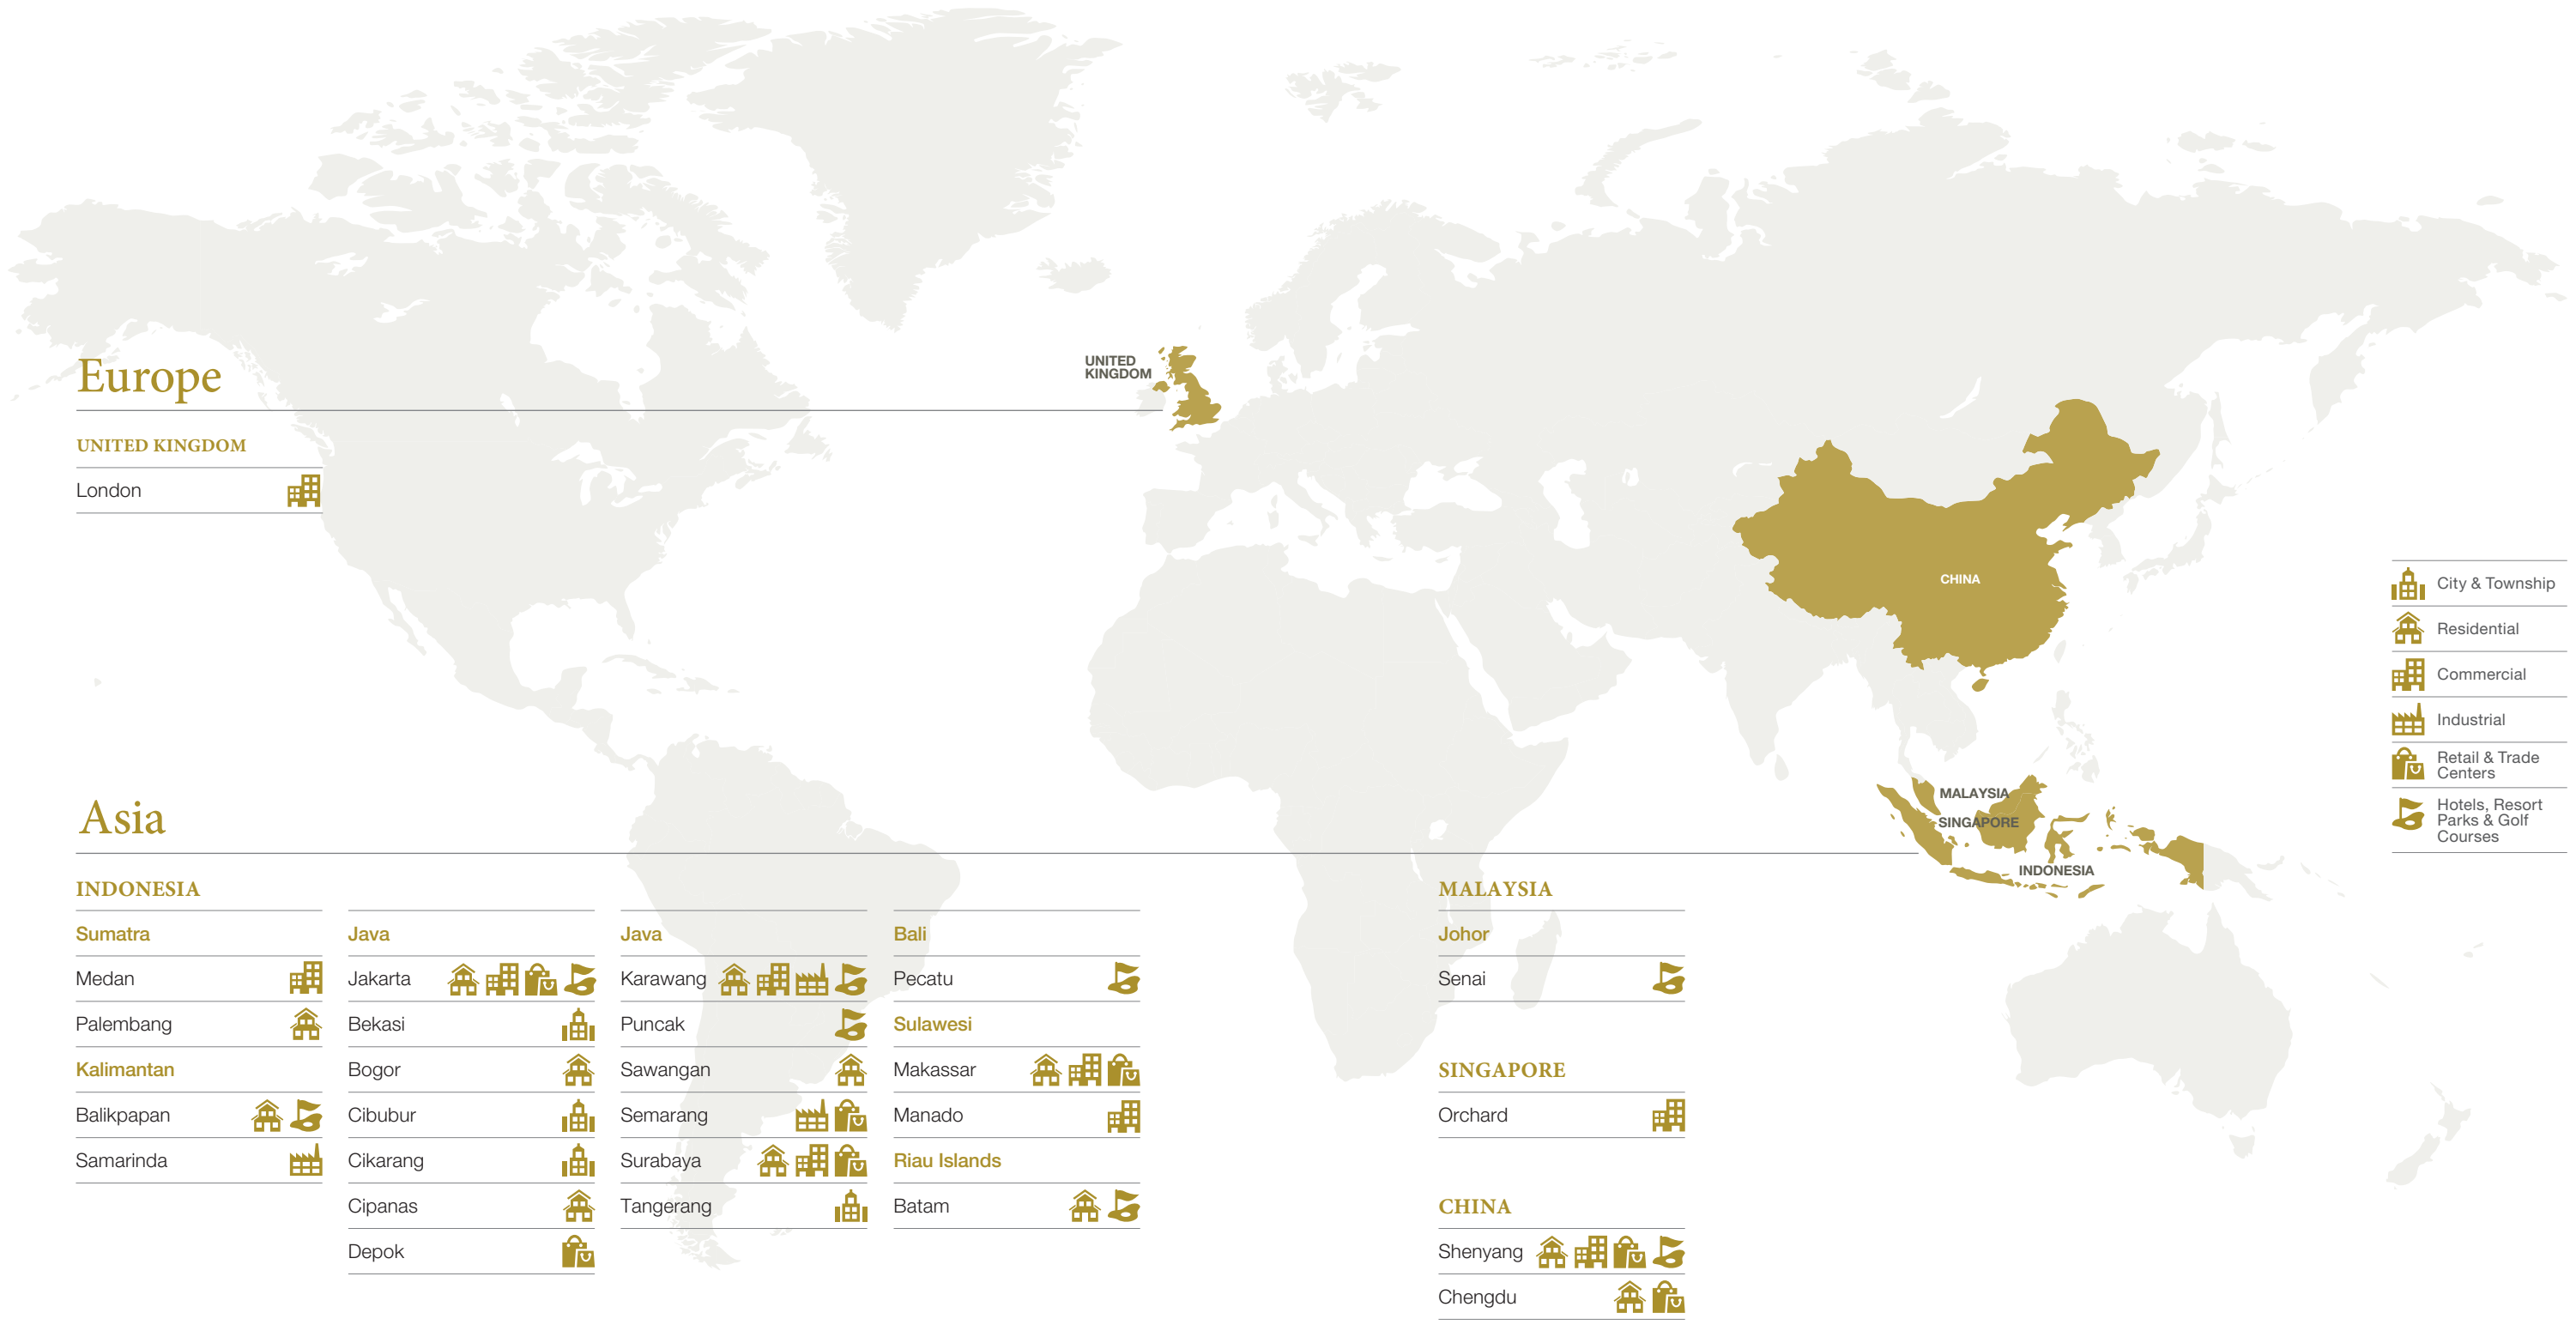 Europe
UNITED KINGDOM
London
UNITED
KINGDOM
CHINA
MALAYSIA
SINGAPORE
INDONESIA
City & Township
Residential
Commercial
Industrial
Retail & Trade
Centers
Hotels, Resort
Parks & Golf
Courses
Asia
INDONESIA
Sumatra
Medan
Palembang
Kalimantan
Balikpapan
Samarinda
Java
Jakarta
Bekasi
Bogor
Cibubur
Cikarang
Cipanas
Depok
Java
Karawang
Puncak
Sawangan
Semarang
Surabaya
Tangerang
Bali
Pecatu
Sulawesi
Makassar
Manado
Riau Islands
Batam
MALAYSIA
Johor
Senai
SINGAPORE
Orchard
CHINA
Shenyang
Chengdu